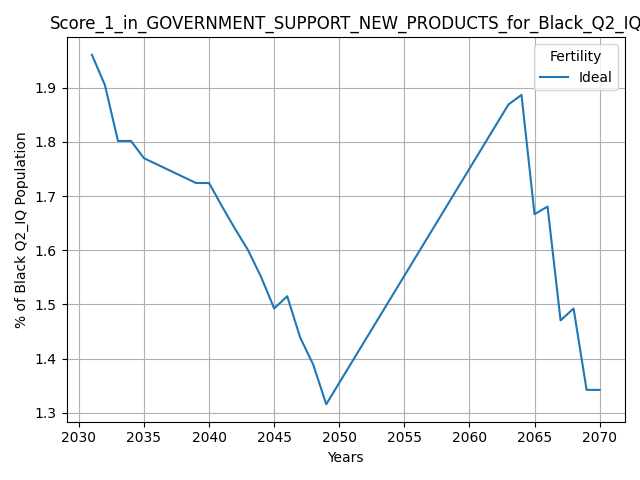 Score_1_in_GOVERNMENT_SUPPORT_NEW_PRODUCTS_for_Black_Q2_IQ
Fertility
Ideal
% of Black Q2_IQ Population
1.9
1.8
1.7
1.6
1.5
1.4
1.3
2030 2035 2040 2045 2050 2055 2060 2065 2070
Years